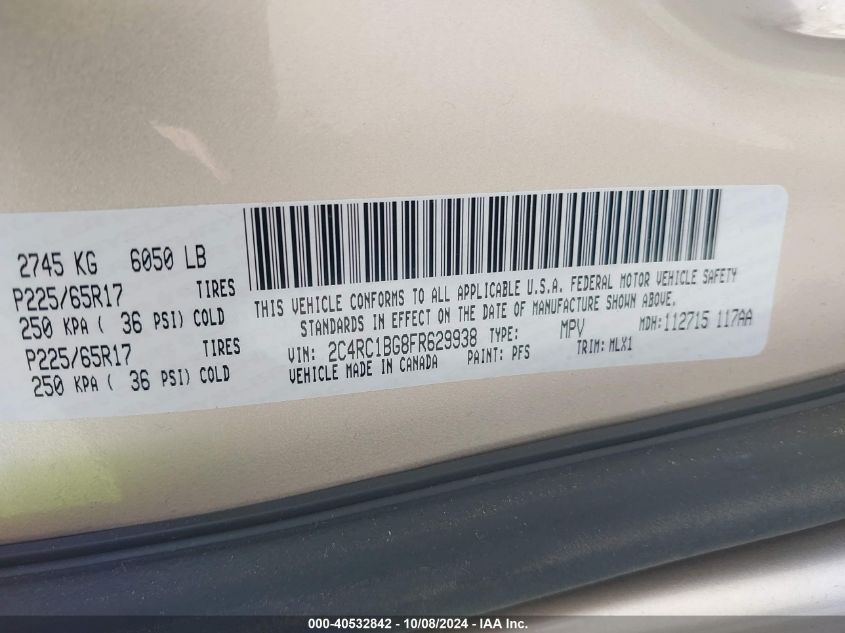 2745 KG 6050 LB
P225/65R17 TIRES
250 KPA ( 36 PSI) COLD
P225/65R17 TIRES
250 KPA ( 36 PSI) COLD
THIS VEHICLE CONFORMS TO ALL APPLICABLE U.S.A. FEDERAL MOTOR VEHICLE SAFETY
STANDARDS IN EFFECT ON THE DATE OF MANUFACTURE SHOWN ABOVE.
VIN: 2C4RC1BG8FR629938 TYPE: MPV MDH: 112715 117AA
VEHICLE MADE IN CANADA PAINT: PFS TRIM: MLX1
000-40532842 - 10/08/2024 - IAA Inc.